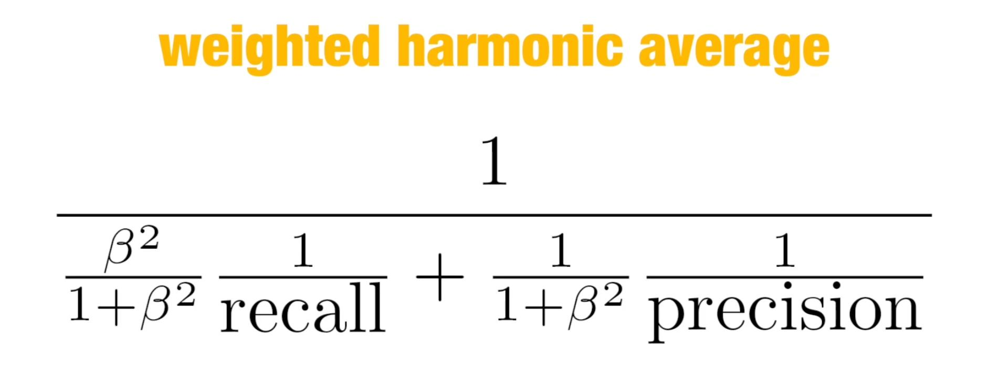 weighted harmonic average
1
β² 1 + 1 1
1+β² recall 1+β² precision